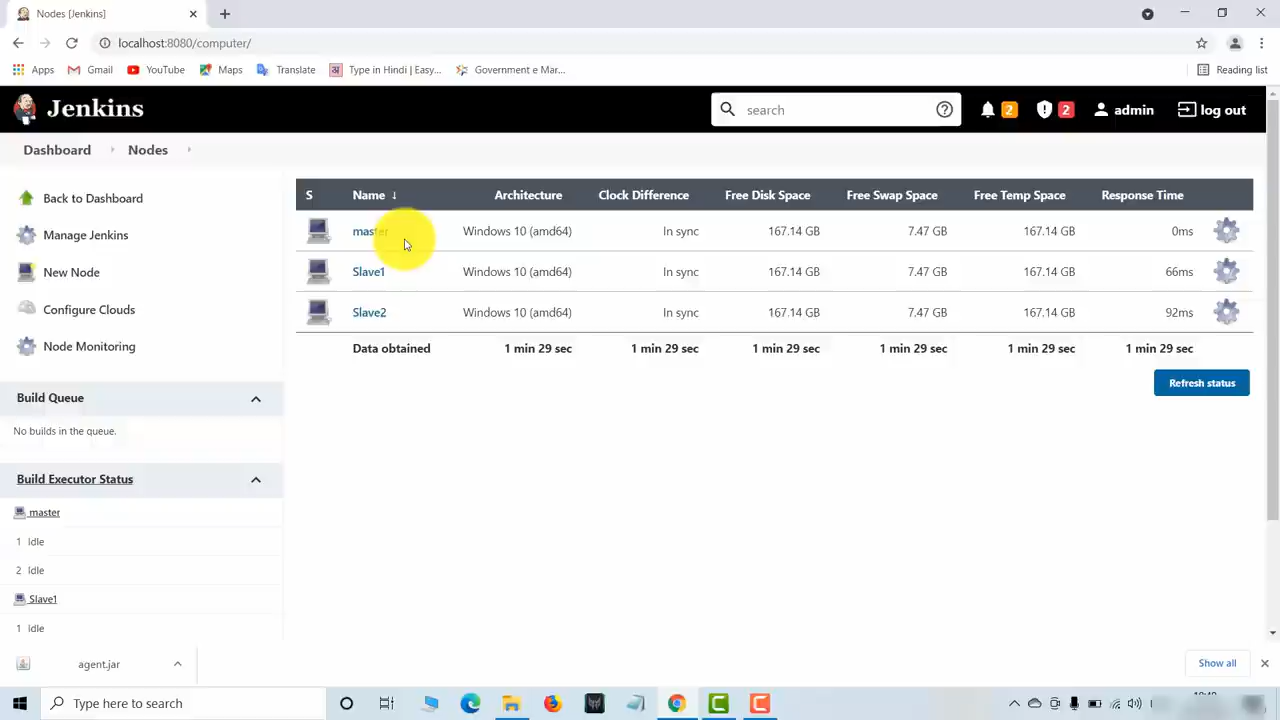 Nodes [Jenkins]
localhost:8080/computer/
Apps Gmail YouTube Maps Translate Type in Hindi | Easy... Government e Mar... Reading list
Jenkins
search
2
2
admin
log out
Dashboard Nodes
Back to Dashboard
Manage Jenkins
New Node
Configure Clouds
Node Monitoring
Build Queue
No builds in the queue.
Build Executor Status
master
1 Idle
2 Idle
Slave1
1 Idle
S Name ↓ Architecture Clock Difference Free Disk Space Free Swap Space Free Temp Space Response Time
master Windows 10 (amd64) In sync 167.14 GB 7.47 GB 167.14 GB 0ms
Slave1 Windows 10 (amd64) In sync 167.14 GB 7.47 GB 167.14 GB 66ms
Slave2 Windows 10 (amd64) In sync 167.14 GB 7.47 GB 167.14 GB 92ms
Data obtained 1 min 29 sec 1 min 29 sec 1 min 29 sec 1 min 29 sec 1 min 29 sec 1 min 29 sec
Refresh status
agent.jar
Show all
Type here to search